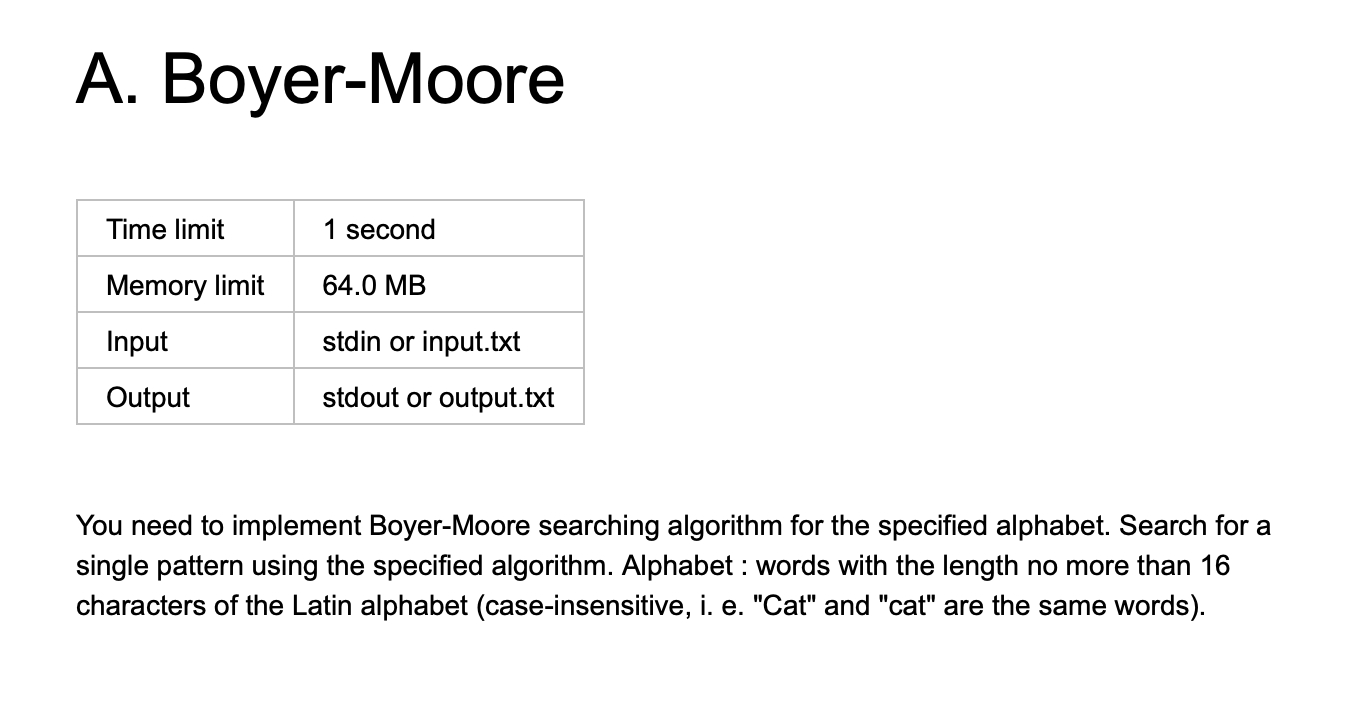 A. Boyer-Moore
Time limit 1 second
Memory limit 64.0 MB
Input stdin or input.txt
Output stdout or output.txt
You need to implement Boyer-Moore searching algorithm for the specified alphabet. Search for a
single pattern using the specified algorithm. Alphabet : words with the length no more than 16
characters of the Latin alphabet (case-insensitive, i. e. "Cat" and "cat" are the same words).